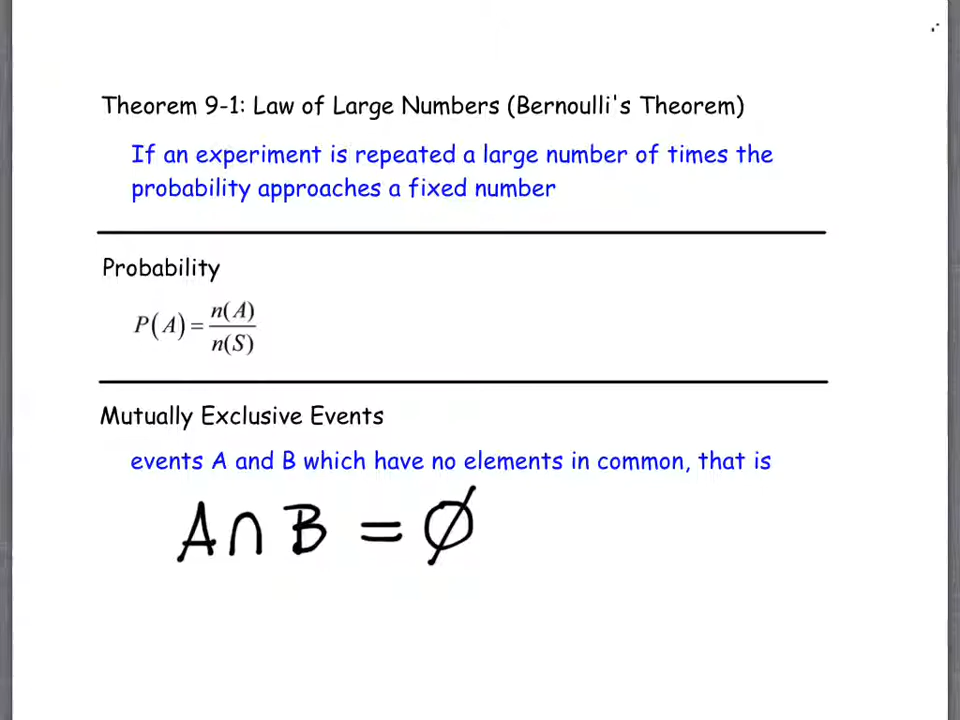 Theorem 9-1: Law of Large Numbers (Bernoulli's Theorem)
If an experiment is repeated a large number of times the
probability approaches a fixed number
Probability
P(A) = n(A) / n(S)
Mutually Exclusive Events
events A and B which have no elements in common, that is
A ∩ B = ∅